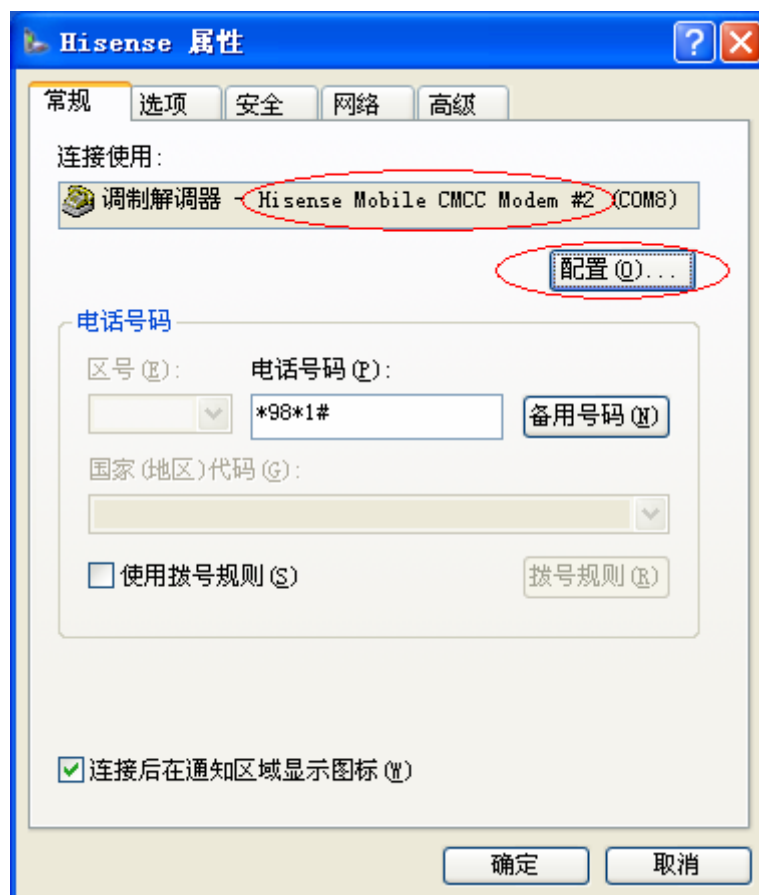 Hisense 属性
常规 选项 安全 网络 高级
连接使用:
调制解调器 - Hisense Mobile CMCC Modem #2 (COM8)
配置(O)...
电话号码
区号(E): 电话号码(P):
*98*1# 备用号码(N)
国家(地区)代码(G):
使用拨号规则(S) 拨号规则(R)
连接后在通知区域显示图标(W)
确定 取消